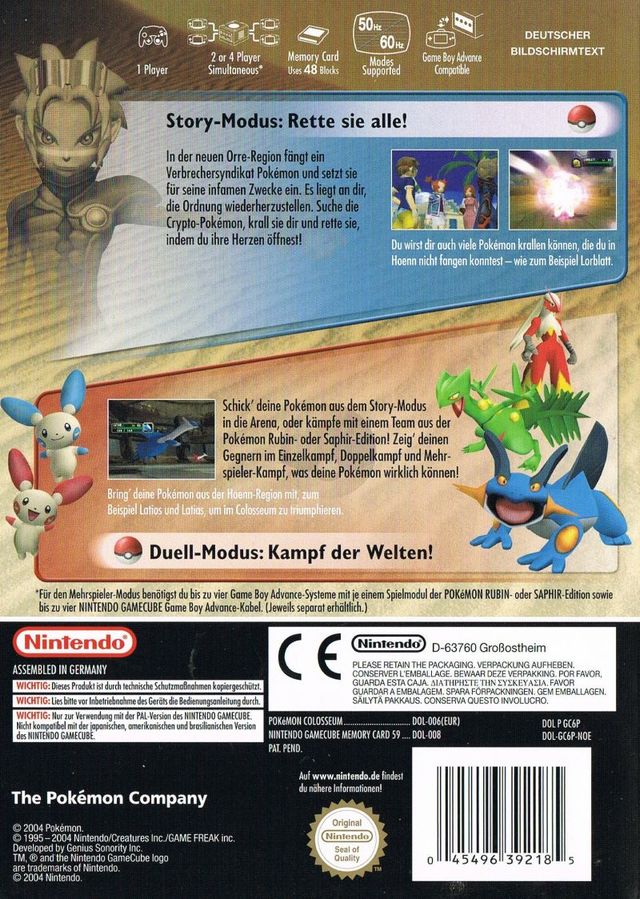 1 Player
2 or 4 Player
Simultaneous*
Memory Card
Uses 48 Blocks
50Hz
60Hz
Modes
Supported
Game Boy Advance
Compatible
DEUTSCHER
BILDSCHIRMTEXT
Story-Modus: Rette sie alle!
In der neuen Orre-Region fängt ein
Verbrechersyndikat Pokémon und setzt sie
für seine infamen Zwecke ein. Es liegt an dir,
die Ordnung wiederherzustellen. Suche die
Crypto-Pokémon, krall sie dir und rette sie,
indem du ihre Herzen öffnest!
Du wirst dir auch viele Pokémon krallen können, die du in
Hoenn nicht fangen konntest – wie zum Beispiel Lorblatt.
Schick' deine Pokémon aus dem Story-Modus
in die Arena, oder kämpfe mit einem Team aus der
Pokémon Rubin- oder Saphir-Edition! Zeig' deinen
Gegnern im Einzelkampf, Doppelkampf und Mehr-
spieler-Kampf, was deine Pokémon wirklich können!
Bring' deine Pokémon aus der Hoenn-Region mit, zum
Beispiel Latios und Latias, um im Colosseum zu triumphieren.
Duell-Modus: Kampf der Welten!
*Für den Mehrspieler-Modus benötigst du bis zu vier Game Boy Advance-Systeme mit je einem Spielmodul der POKéMON RUBIN- oder SAPHIR-Edition sowie
bis zu vier NINTENDO GAMECUBE Game Boy Advance-Kabel. (Jeweils separat erhältlich.)
Nintendo®
ASSEMBLED IN GERMANY
WICHTIG: Dieses Produkt ist durch technische Schutzmaßnahmen kopiergeschützt.
WICHTIG: Lies bitte vor Inbetriebnahme des Geräts die Bedienungsanleitung durch.
WICHTIG: Nur zur Verwendung mit der PAL-Version des NINTENDO GAMECUBE.
Nicht kompatibel mit der japanischen, amerikanischen und brasilianischen Version
des NINTENDO GAMECUBE.
CE
Nintendo D-63760 Großostheim
PLEASE RETAIN THE PACKAGING. VERPACKUNG AUFHEBEN.
CONSERVER L'EMBALLAGE. BEWAAR DEZE VERPAKKING. POR FAVOR,
GUARDA ESTA CAJA. ΔΙΑΤΗΡΗΣΤΕ ΤΗΝ ΣΥΣΚΕΥΑΣΙΑ. FAVOR
GUARDAR A EMBALAGEM. SPARA FÖRPACKNINGEN. GEM EMBALLAGEN.
SÄILYTÄ PAKKAUS. CONSERVA QUESTO INVOLUCRO.
POKéMON COLOSSEUM DOL-006(EUR)
NINTENDO GAMECUBE MEMORY CARD 59 DOL-008
PAT. PEND.
DOL P GC6P
DOL-GC6P-NOE
Auf www.nintendo.de findest
du nähere Informationen!
The Pokémon Company
© 2004 Pokémon.
© 1995–2004 Nintendo/Creatures Inc./GAME FREAK inc.
Developed by Genius Sonority Inc.
TM, ® and the Nintendo GameCube logo
are trademarks of Nintendo.
© 2004 Nintendo.
Original
Nintendo
Seal of
Quality
TM
0 45496 39218 5